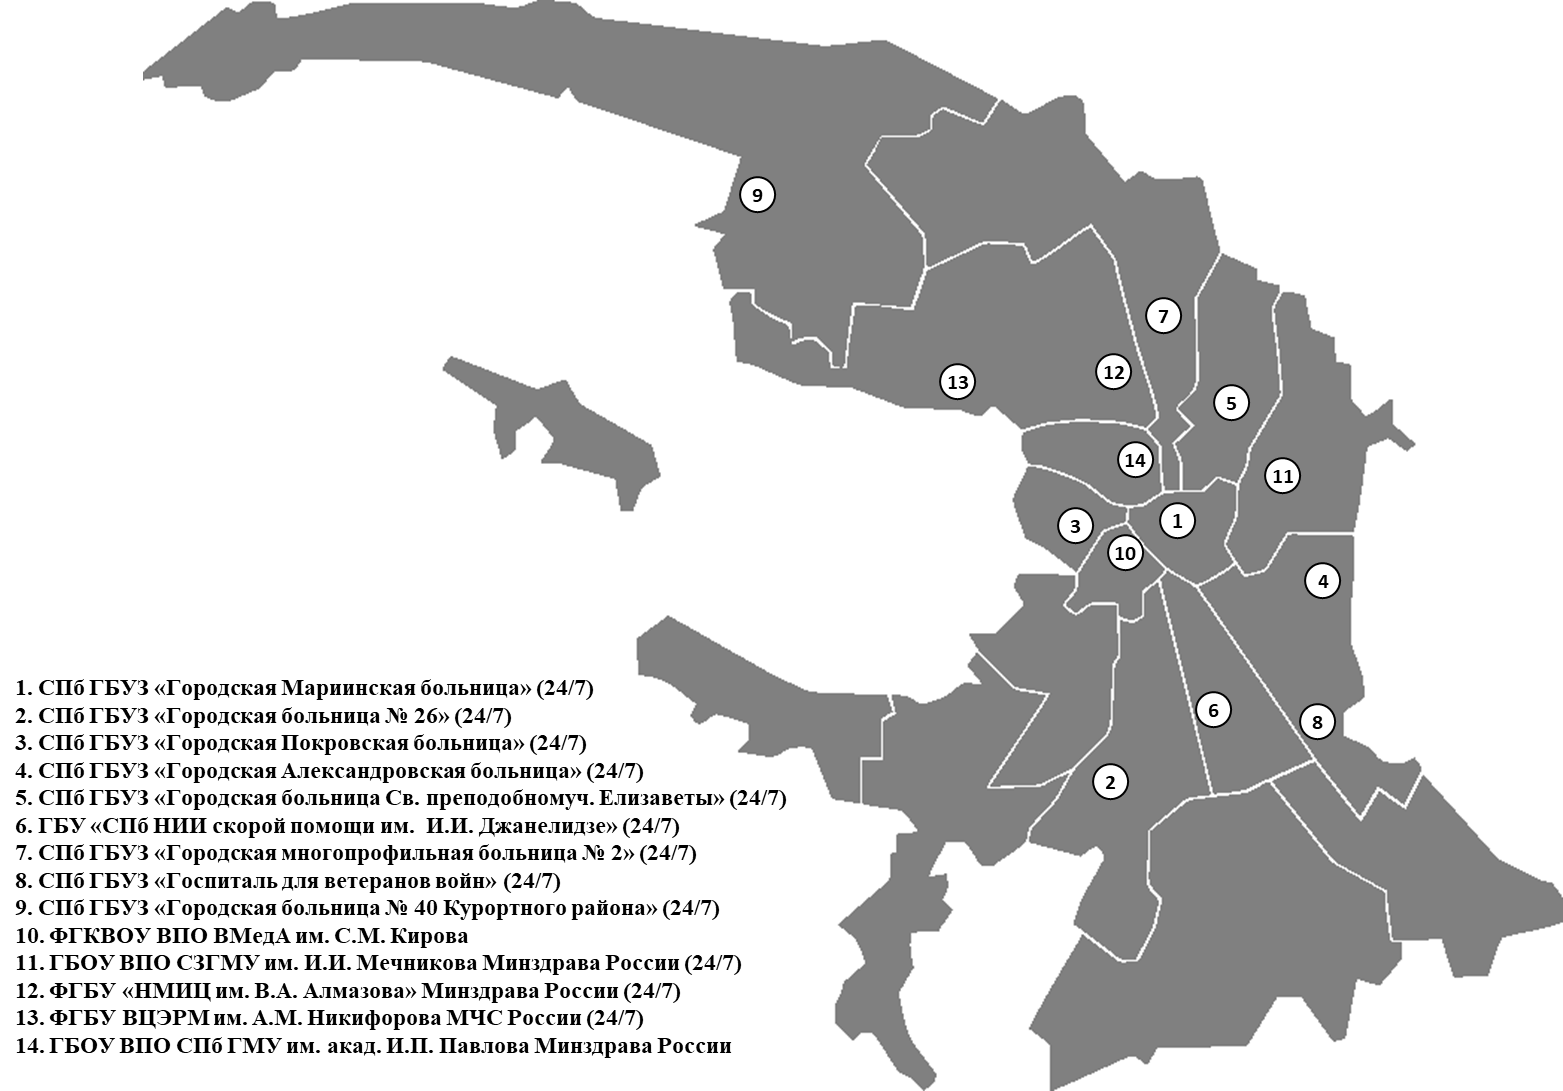 9
7
12
13
5
14
11
1
3
10
4
6
8
2
1. СПб ГБУЗ «Городская Мариинская больница» (24/7)
2. СПб ГБУЗ «Городская больница № 26» (24/7)
3. СПб ГБУЗ «Городская Покровская больница» (24/7)
4. СПб ГБУЗ «Городская Александровская больница» (24/7)
5. СПб ГБУЗ «Городская больница Св. преподобномуч. Елизаветы» (24/7)
6. ГБУ «СПб НИИ скорой помощи им. И.И. Джанелидзе» (24/7)
7. СПб ГБУЗ «Городская многопрофильная больница № 2» (24/7)
8. СПб ГБУЗ «Госпиталь для ветеранов войн» (24/7)
9. СПб ГБУЗ «Городская больница № 40 Курортного района» (24/7)
10. ФГКВОУ ВПО ВМедА им. С.М. Кирова
11. ГБОУ ВПО СЗГМУ им. И.И. Мечникова Минздрава России (24/7)
12. ФГБУ «НМИЦ им. В.А. Алмазова» Минздрава России (24/7)
13. ФГБУ ВЦЭРМ им. А.М. Никифорова МЧС России (24/7)
14. ГБОУ ВПО СПб ГМУ им. акад. И.П. Павлова Минздрава России